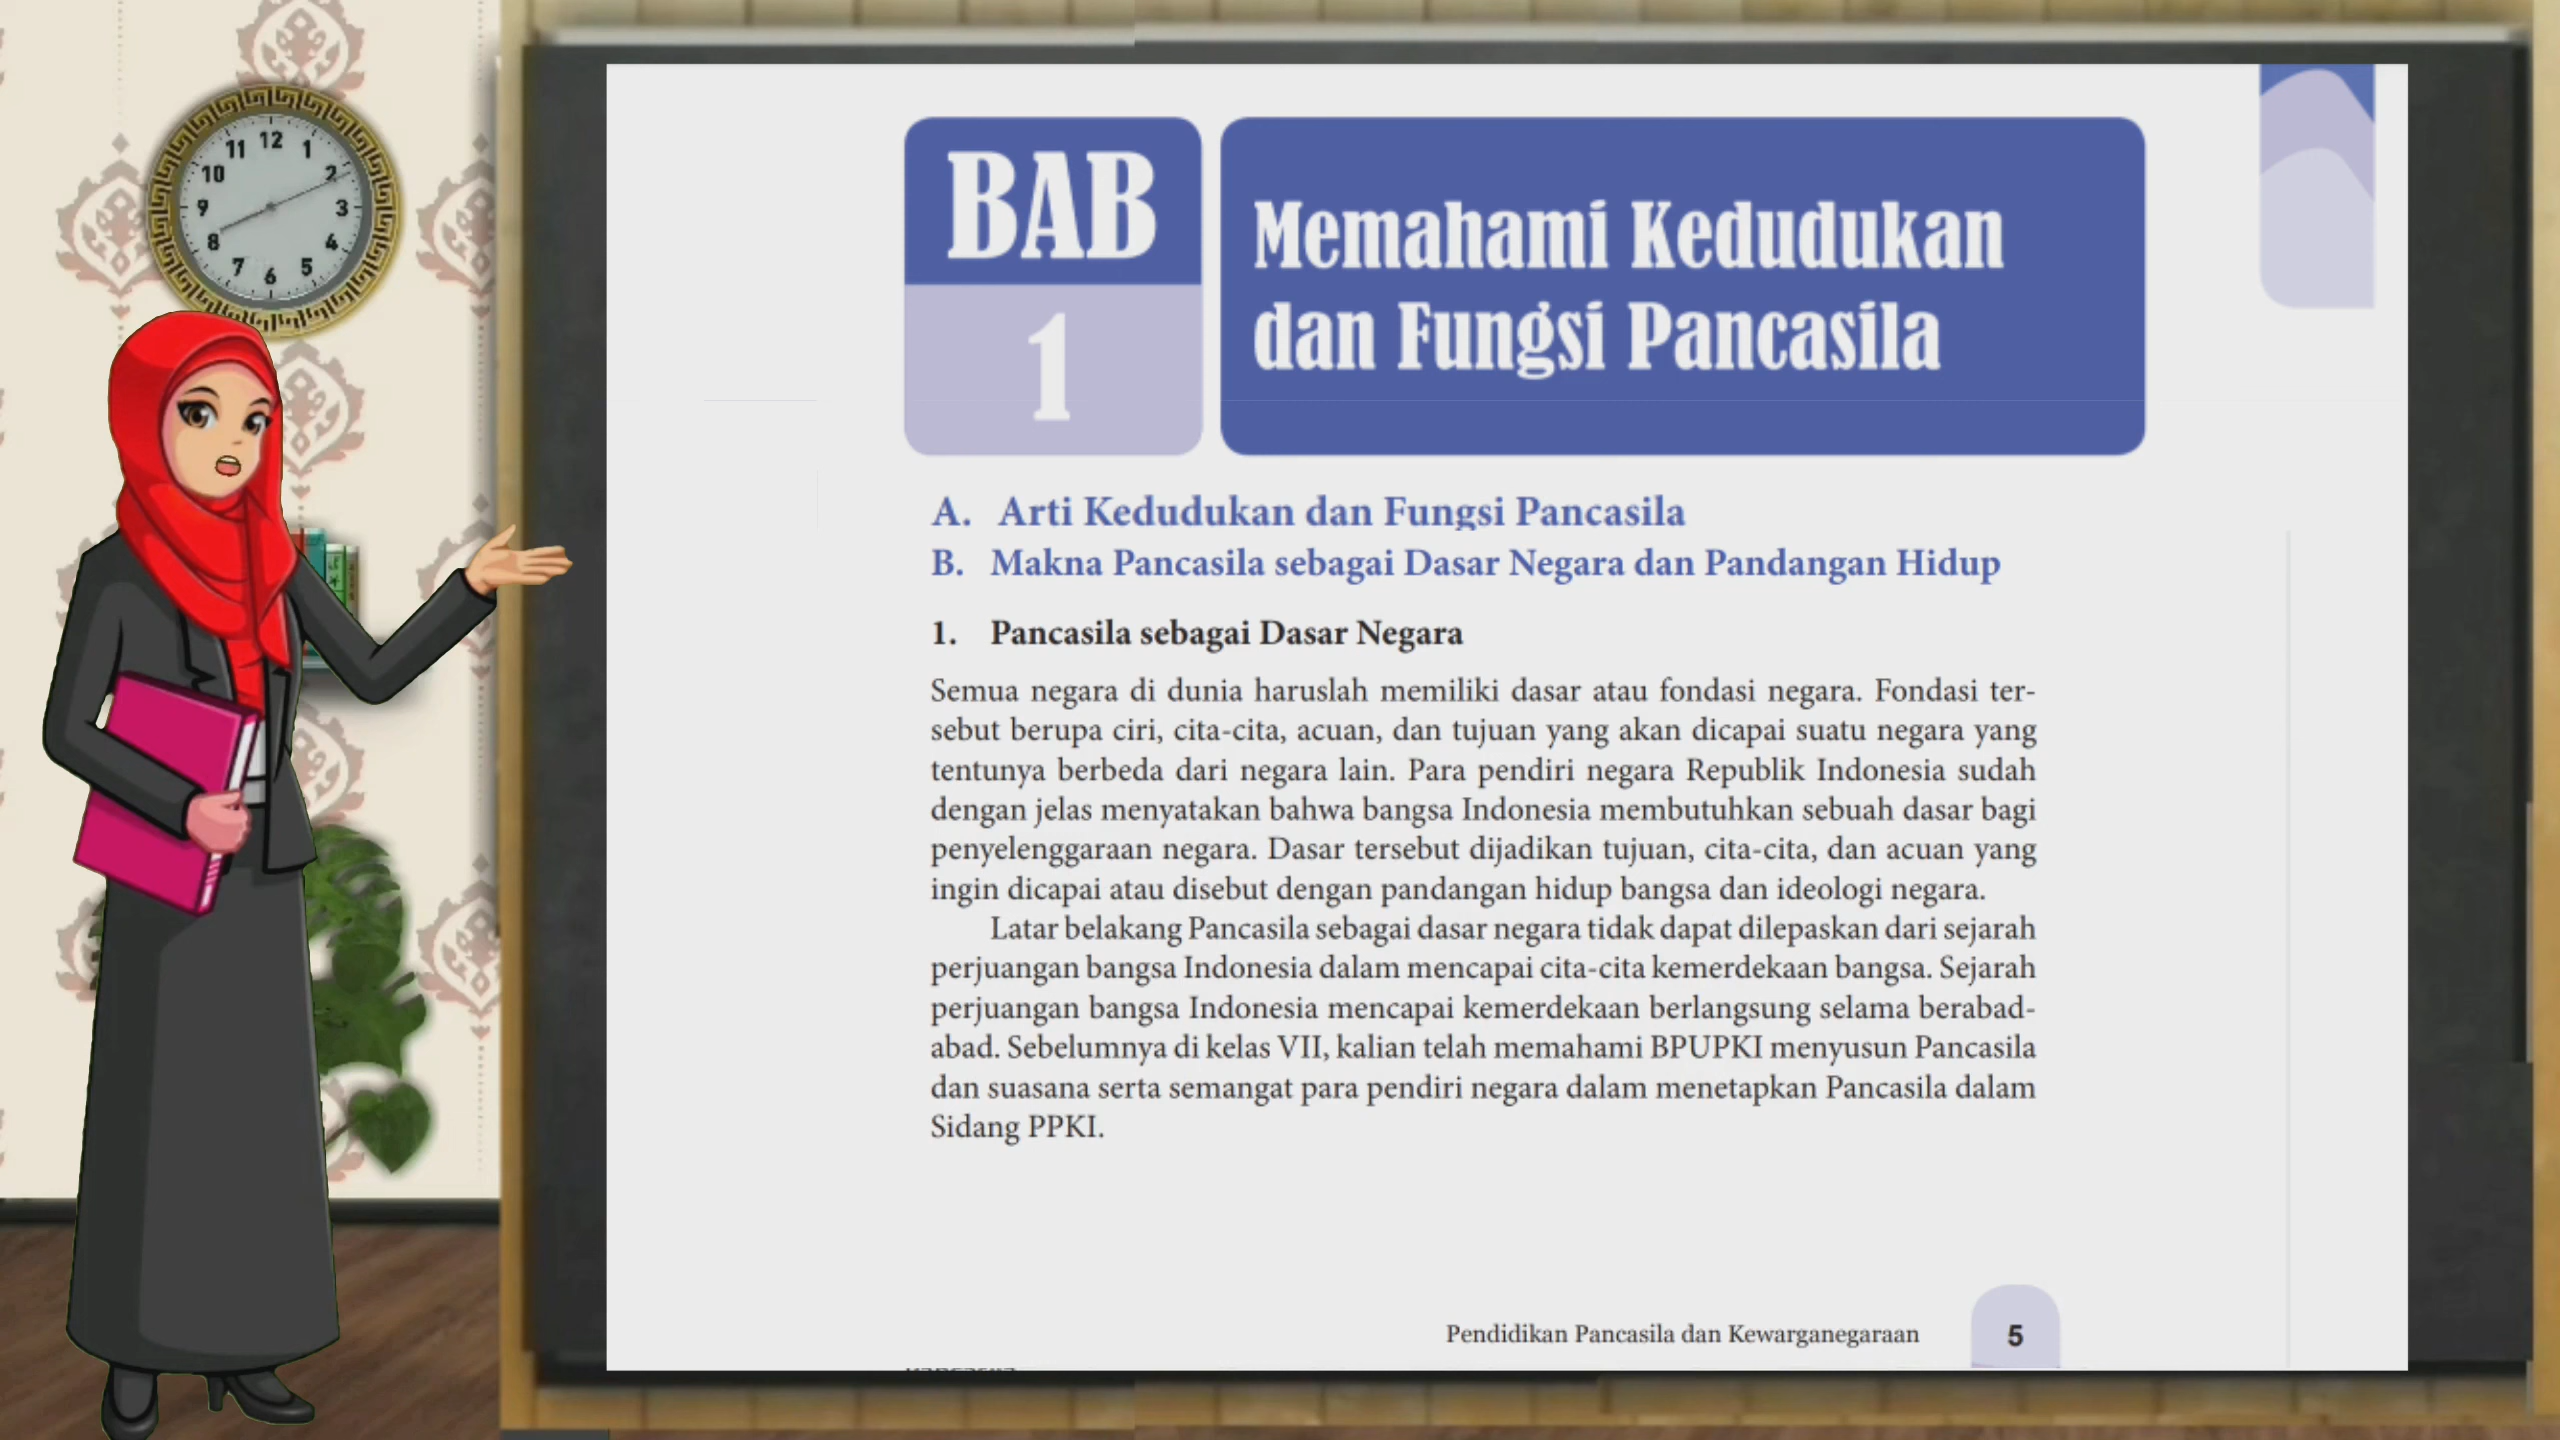 12
11
1
10
2
9
3
8
4
7
5
6
BAB
1
Memahami Kedudukan
dan Fungsi Pancasila
A. Arti Kedudukan dan Fungsi Pancasila
B. Makna Pancasila sebagai Dasar Negara dan Pandangan Hidup
1. Pancasila sebagai Dasar Negara
Semua negara di dunia haruslah memiliki dasar atau fondasi negara. Fondasi ter-
sebut berupa ciri, cita-cita, acuan, dan tujuan yang akan dicapai suatu negara yang
tentunya berbeda dari negara lain. Para pendiri negara Republik Indonesia sudah
dengan jelas menyatakan bahwa bangsa Indonesia membutuhkan sebuah dasar bagi
penyelenggaraan negara. Dasar tersebut dijadikan tujuan, cita-cita, dan acuan yang
ingin dicapai atau disebut dengan pandangan hidup bangsa dan ideologi negara.
Latar belakang Pancasila sebagai dasar negara tidak dapat dilepaskan dari sejarah
perjuangan bangsa Indonesia dalam mencapai cita-cita kemerdekaan bangsa. Sejarah
perjuangan bangsa Indonesia mencapai kemerdekaan berlangsung selama berabad-
abad. Sebelumnya di kelas VII, kalian telah memahami BPUPKI menyusun Pancasila
dan suasana serta semangat para pendiri negara dalam menetapkan Pancasila dalam
Sidang PPKI.
Pendidikan Pancasila dan Kewarganegaraan
5